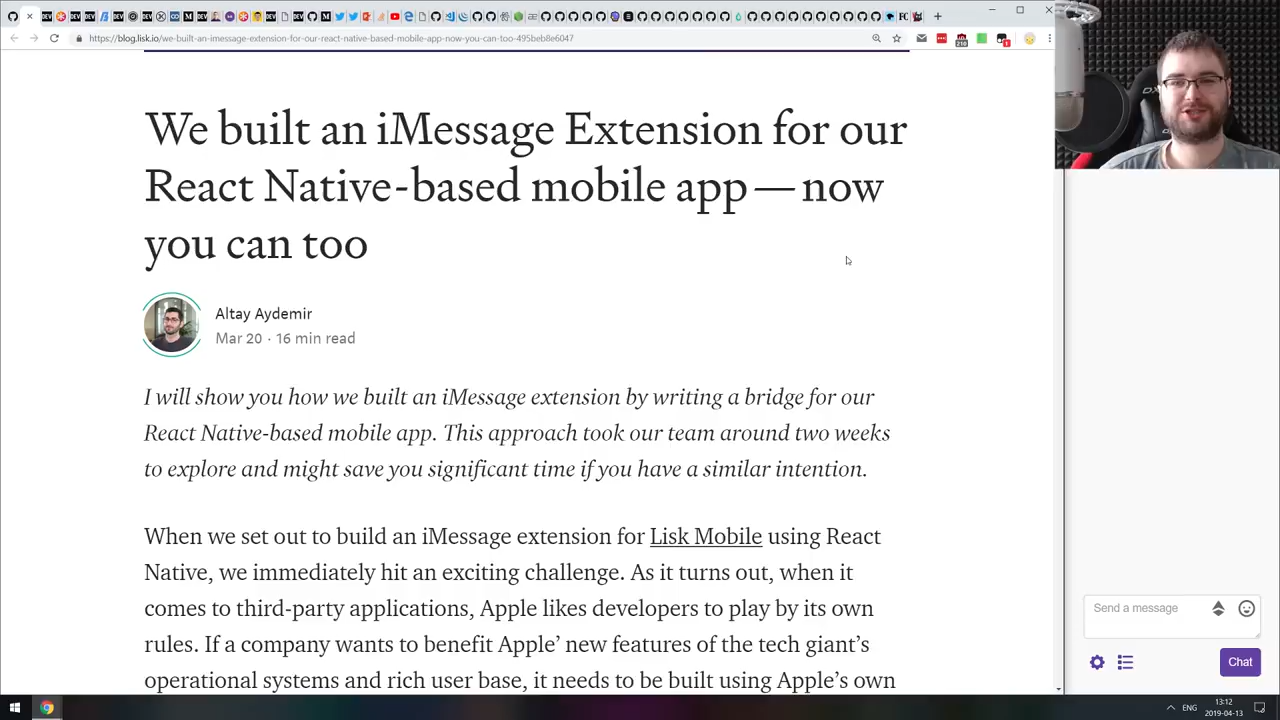 https://blog.lisk.io/we-built-an-imessage-extension-for-our-react-native-based-mobile-app-now-you-can-too-495beb8e6047
We built an iMessage Extension for our
React Native-based mobile app — now
you can too
Altay Aydemir
Mar 20 · 16 min read
I will show you how we built an iMessage extension by writing a bridge for our
React Native-based mobile app. This approach took our team around two weeks
to explore and might save you significant time if you have a similar intention.
When we set out to build an iMessage extension for Lisk Mobile using React
Native, we immediately hit an exciting challenge. As it turns out, when it
comes to third-party applications, Apple likes developers to play by its own
rules. If a company wants to benefit Apple’ new features of the tech giant’s
operational systems and rich user base, it needs to be built using Apple’s own
Send a message
Chat
ENG
13:12
2019-04-13